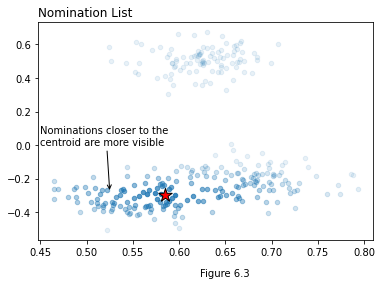 Nomination List
0.6
0.4
0.2
0.0
−0.2
−0.4
Nominations closer to the
centroid are more visible
0.45 0.50 0.55 0.60 0.65 0.70 0.75 0.80
Figure 6.3